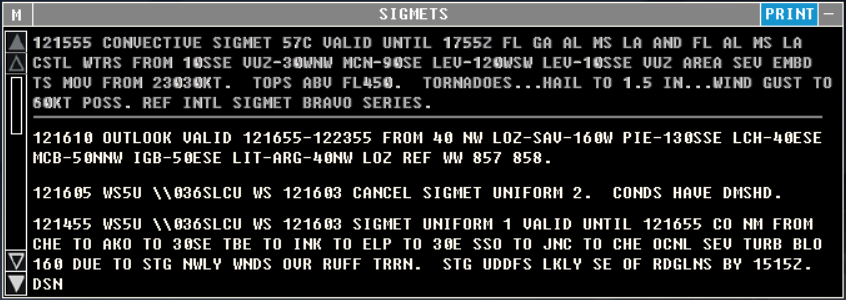 M SIGMETS PRINT –
121555 CONVECTIVE SIGMET 57C VALID UNTIL 1755Z FL GA AL MS LA AND FL AL MS LA
CSTL WTRS FROM 10SSE VUZ-30WNW MCN-90SE LEV-120WSW LEV-10SSE VUZ AREA SEV EMBD
TS MOV FROM 23030KT. TOPS ABV FL450. TORNADOES...HAIL TO 1.5 IN...WIND GUST TO
60KT POSS. REF INTL SIGMET BRAVO SERIES.
121610 OUTLOOK VALID 121655-122355 FROM 40 NW LOZ-SAV-160W PIE-130SSE LCH-40ESE
MCB-50NNW IGB-50ESE LIT-ARG-40NW LOZ REF WW 857 858.
121605 WS5U \\036SLCU WS 121603 CANCEL SIGMET UNIFORM 2. CONDS HAVE DMSHD.
121455 WS5U \\036SLCU WS 121603 SIGMET UNIFORM 1 VALID UNTIL 121655 CO NM FROM
CHE TO AKO TO 30SE TBE TO INK TO ELP TO 30E SSO TO JNC TO CHE OCNL SEV TURB BLO
160 DUE TO STG NWLY WNDS OVR RUFF TRRN. STG UDDFS LKLY SE OF RDGLNS BY 1515Z.
DSN